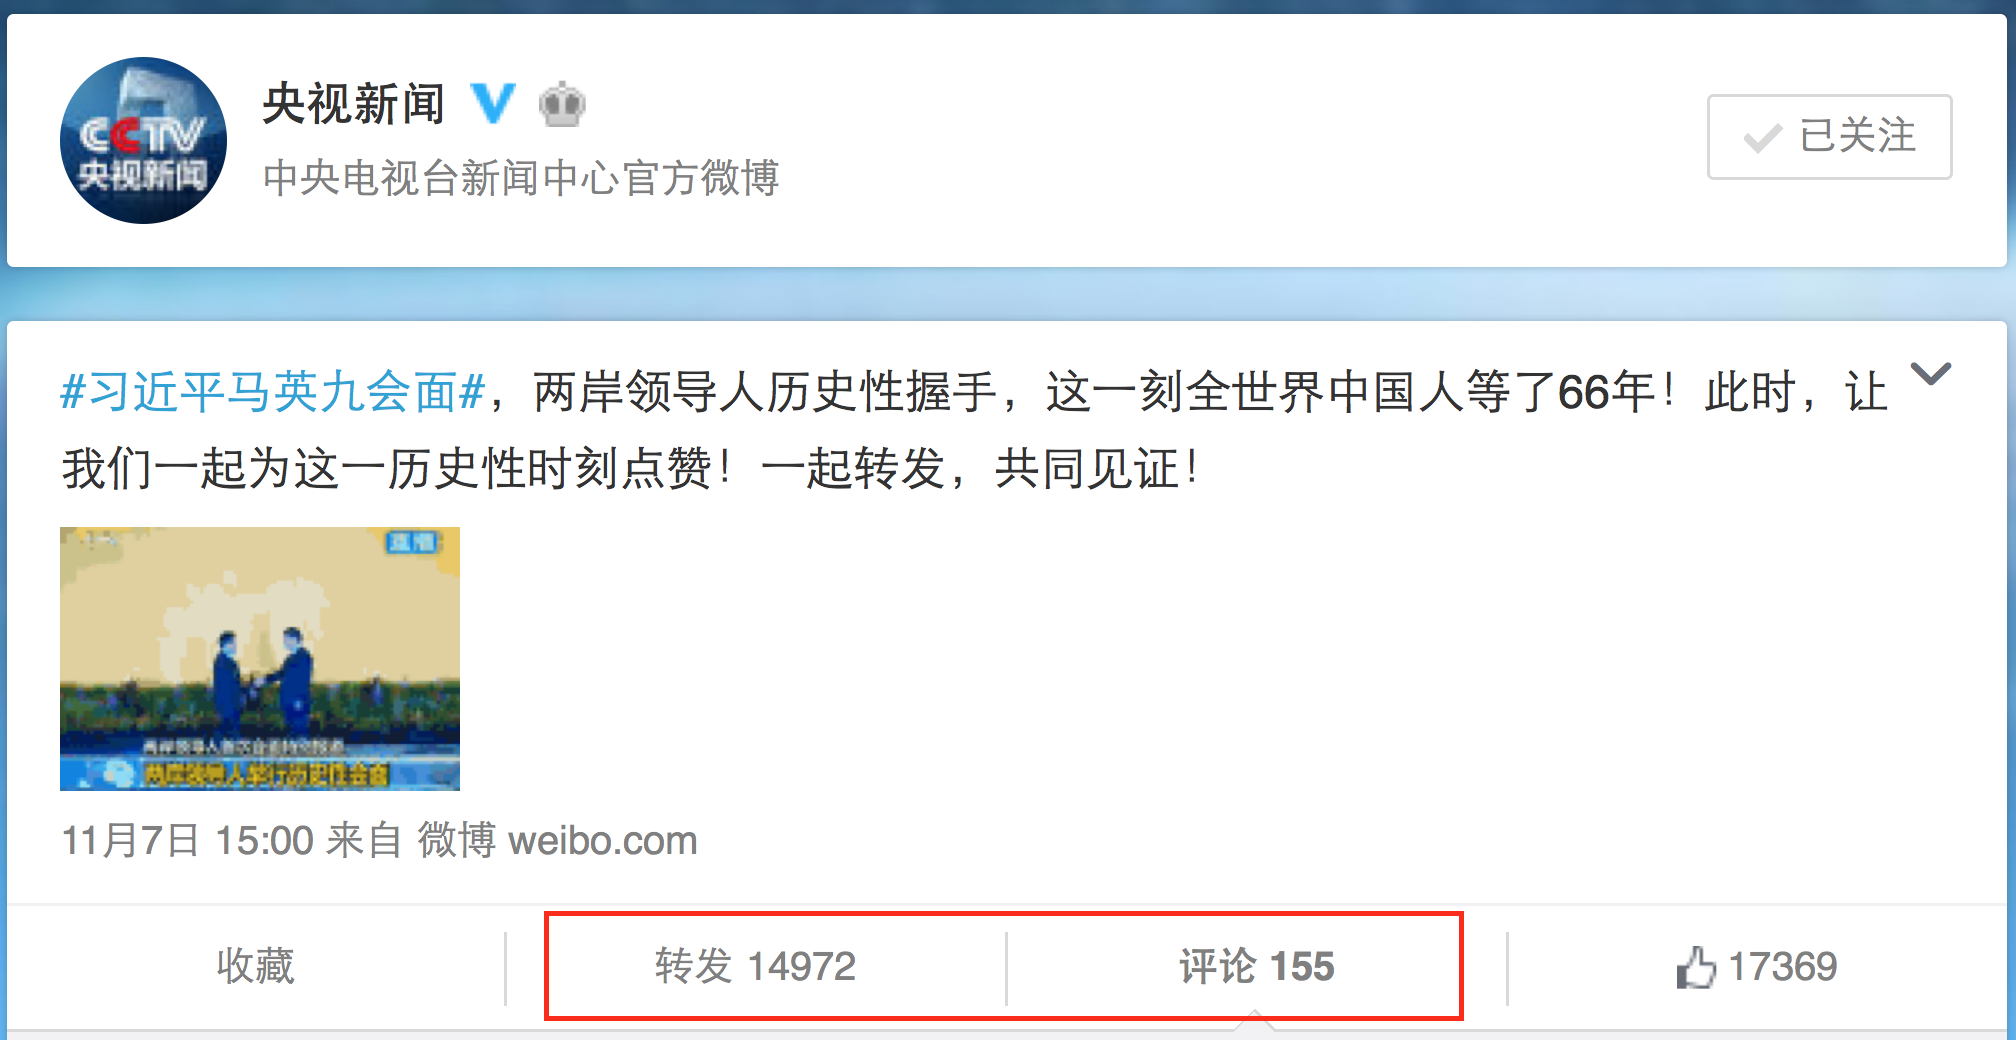 CCTV
央视新闻
央视新闻
中央电视台新闻中心官方微博
已关注
#习近平马英九会面#，两岸领导人历史性握手，这一刻全世界中国人等了66年！此时，让
我们一起为这一历史性时刻点赞！一起转发，共同见证！
两岸领导人举行历史性会面
11月7日 15:00 来自 微博 weibo.com
收藏
转发 14972
评论 155
17369